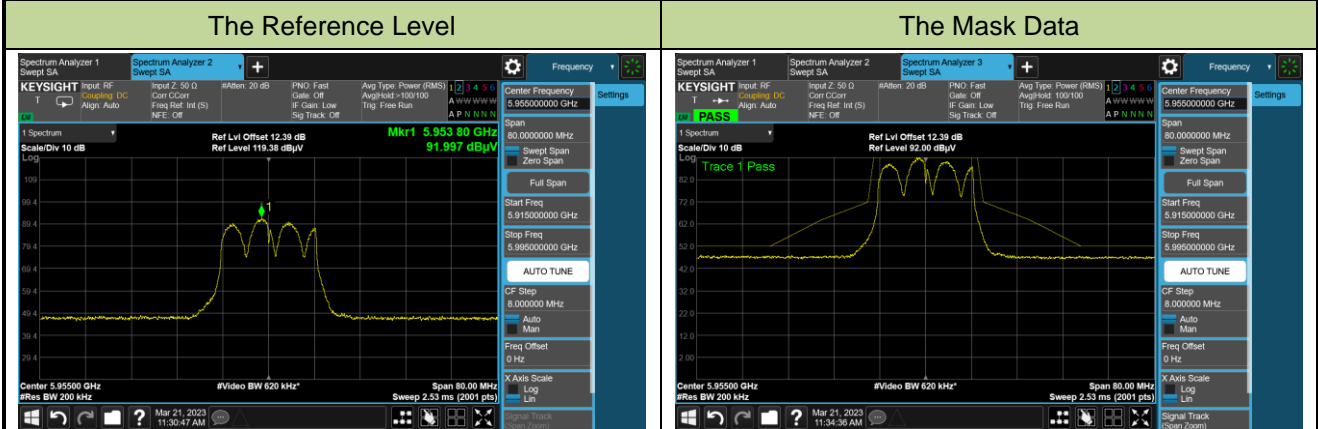 The Reference Level
The Mask Data
Spectrum Analyzer 1
Swept SA
Spectrum Analyzer 2
Swept SA
+
Frequency
KEYSIGHT
T
LXI
Input: RF
Coupling: DC
Align: Auto
Input Z: 50 Ω
Corr CCorr
Freq Ref: Int (S)
NFE: Off
#Atten: 20 dB
PNO: Fast
Gate: Off
IF Gain: Low
Sig Track: Off
Avg Type: Power (RMS)
Avg|Hold:>100/100
Trig: Free Run
1 2 3 4 5 6
A W W W W W
A P N N N N
1 Spectrum
Scale/Div 10 dB
Log
Ref Lvl Offset 12.39 dB
Ref Level 119.38 dBµV
Mkr1 5.953 80 GHz
91.997 dBµV
1
109
99.4
89.4
79.4
69.4
59.4
49.4
39.4
29.4
Center 5.95500 GHz
#Res BW 200 kHz
#Video BW 620 kHz*
Span 80.00 MHz
Sweep 2.53 ms (2001 pts)
Center Frequency
5.955000000 GHz
Settings
Span
80.0000000 MHz
Swept Span
Zero Span
Full Span
Start Freq
5.915000000 GHz
Stop Freq
5.995000000 GHz
AUTO TUNE
CF Step
8.000000 MHz
Auto
Man
Freq Offset
0 Hz
X Axis Scale
Log
Lin
Signal Track
(Span Zoom)
?
Mar 21, 2023
11:30:47 AM
Spectrum Analyzer 1
Swept SA
Spectrum Analyzer 2
Swept SA
Spectrum Analyzer 3
Swept SA
+
Frequency
KEYSIGHT
T
LXI
PASS
Input: RF
Coupling: DC
Align: Auto
Input Z: 50 Ω
Corr CCorr
Freq Ref: Int (S)
NFE: Off
#Atten: 20 dB
PNO: Fast
Gate: Off
IF Gain: Low
Sig Track: Off
Avg Type: Power (RMS)
Avg|Hold: 100/100
Trig: Free Run
1 2 3 4 5 6
A W W W W W
A P N N N N
1 Spectrum
Scale/Div 10 dB
Log
Ref Lvl Offset 12.39 dB
Ref Level 92.00 dBµV
Trace 1 Pass
82.0
72.0
62.0
52.0
42.0
32.0
22.0
12.0
2.00
Center 5.95500 GHz
#Res BW 200 kHz
#Video BW 620 kHz*
Span 80.00 MHz
Sweep 2.53 ms (2001 pts)
Center Frequency
5.955000000 GHz
Settings
Span
80.0000000 MHz
Swept Span
Zero Span
Full Span
Start Freq
5.915000000 GHz
Stop Freq
5.995000000 GHz
AUTO TUNE
CF Step
8.000000 MHz
Auto
Man
Freq Offset
0 Hz
X Axis Scale
Log
Lin
Signal Track
(Span Zoom)
?
Mar 21, 2023
11:34:36 AM